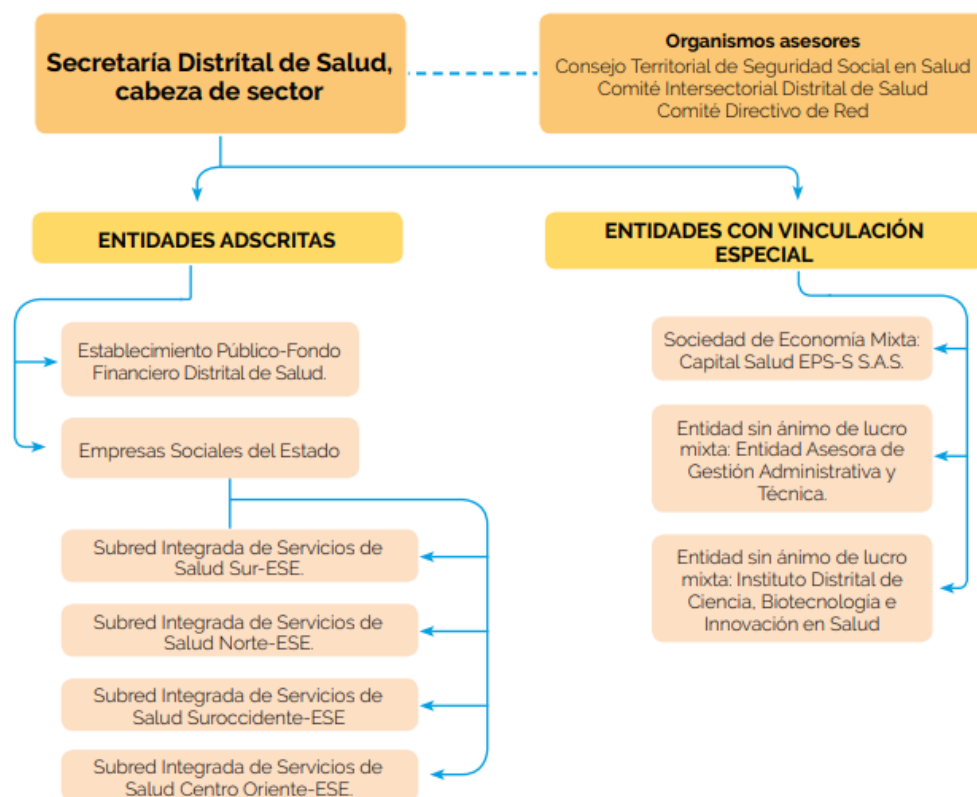 Secretaría Distrítal de Salud,
cabeza de sector
Organismos asesores
Consejo Territorial de Seguridad Social en Salud
Comité Intersectorial Distrital de Salud
Comité Directivo de Red
ENTIDADES ADSCRITAS
Establecimiento Público-Fondo
Financiero Distrital de Salud.
Empresas Sociales del Estado
Subred Integrada de Servicios de
Salud Sur-ESE.
Subred Integrada de Servicios de
Salud Norte-ESE.
Subred Integrada de Servicios de
Salud Suroccidente-ESE
Subred Integrada de Servicios de
Salud Centro Oriente-ESE.
ENTIDADES CON VINCULACIÓN
ESPECIAL
Sociedad de Economía Mixta:
Capital Salud EPS-S S.A.S.
Entidad sin ánimo de lucro
mixta: Entidad Asesora de
Gestión Administrativa y
Técnica.
Entidad sin ánimo de lucro
mixta: Instituto Distrital de
Ciencia, Biotecnología e
Innovación en Salud